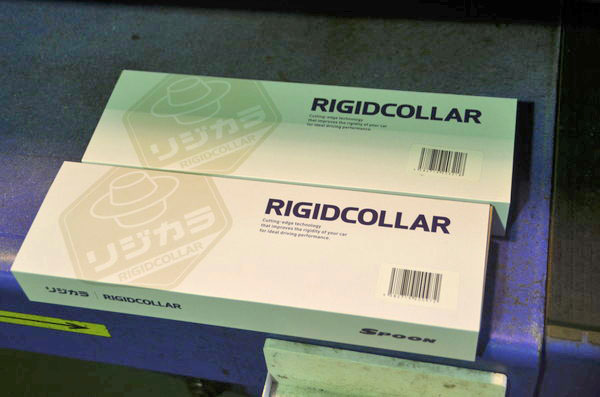 リジカラ
RIGIDCOLLAR
RIGIDCOLLAR
Cutting-edge technology
that improves the rigidity of your car
for ideal driving performance.
リジカラ
RIGIDCOLLAR
RIGIDCOLLAR
Cutting-edge technology
that improves the rigidity of your car
for ideal driving performance.
リジカラ | RIGIDCOLLAR
SPOON